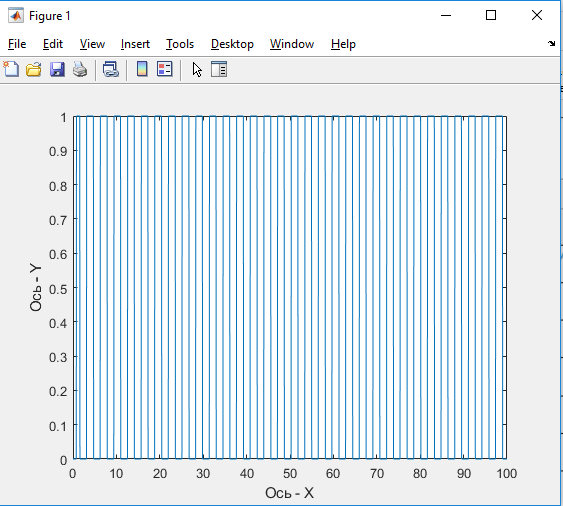 Figure 1
File Edit View Insert Tools Desktop Window Help
1
0.9
0.8
0.7
0.6
0.5
0.4
0.3
0.2
0.1
0
Ось - Y
0 10 20 30 40 50 60 70 80 90 100
Ось - X